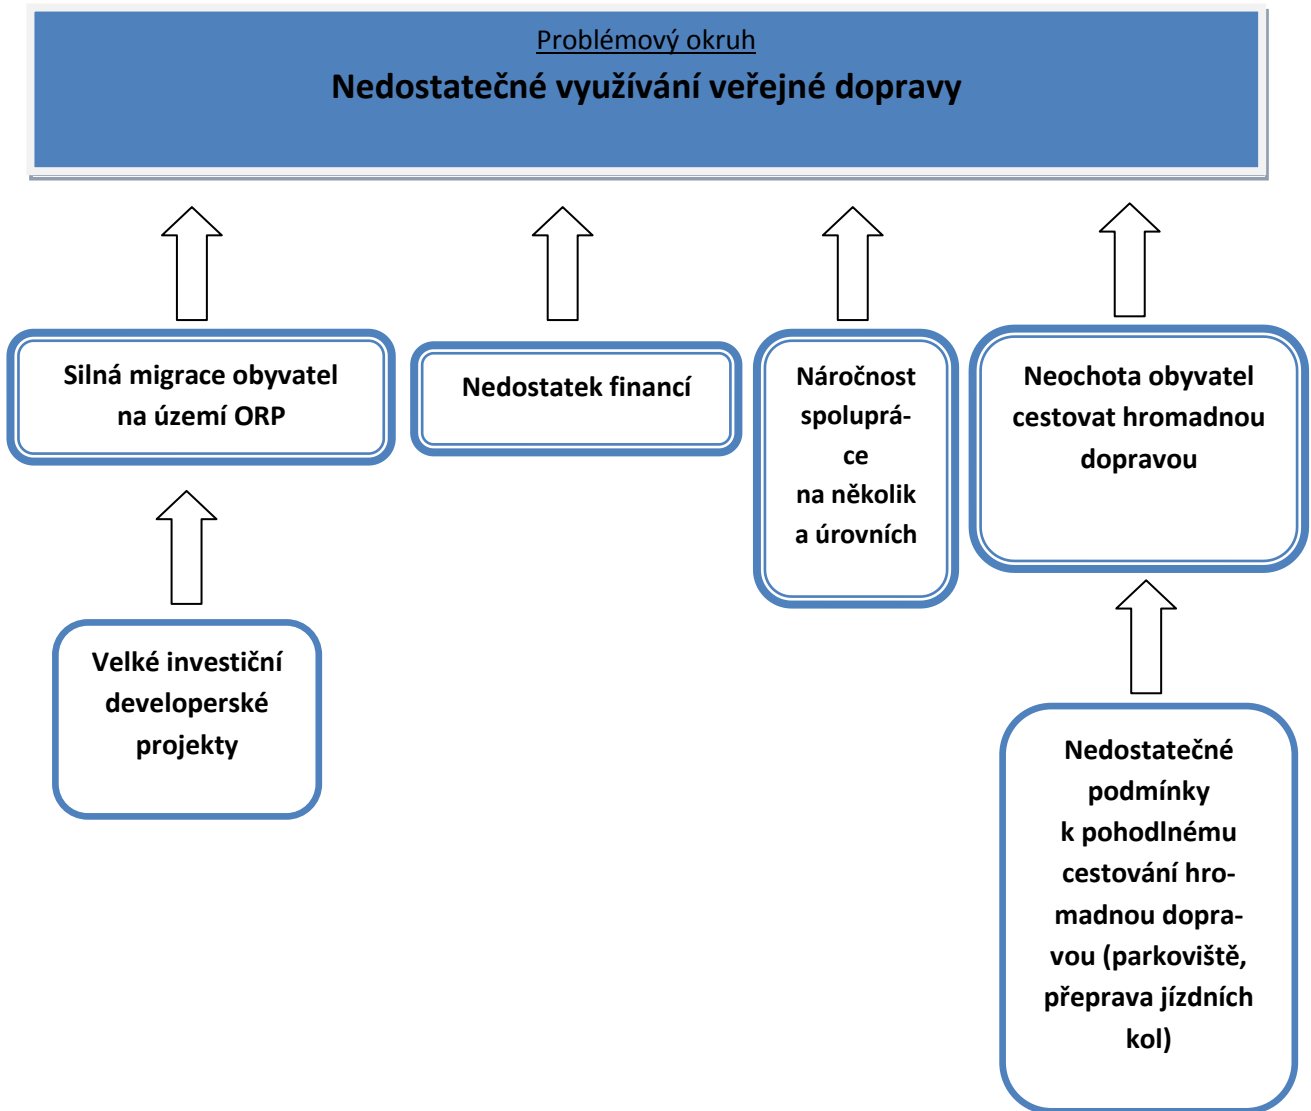 Problémový okruh
Nedostatečné využívání veřejné dopravy
Silná migrace obyvatel
na území ORP
Nedostatek financí
Náročnost
spoluprá-
ce
na několik
a úrovních
Neochota obyvatel
cestovat hromadnou
dopravou
Velké investiční
developerské
projekty
Nedostatečné
podmínky
k pohodlnému
cestování hro-
madnou dopra-
vou (parkoviště,
přeprava jízdních
kol)